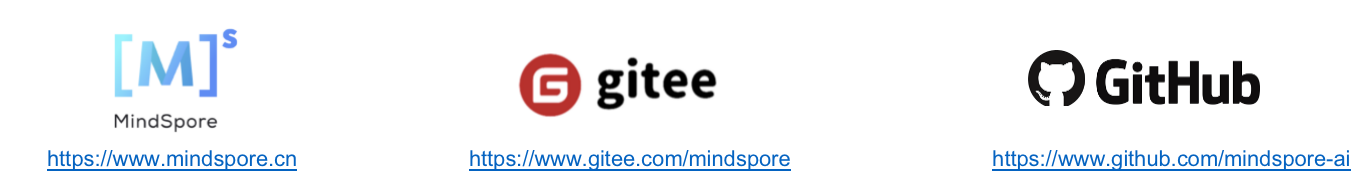 [M]s
MindSpore
https://www.mindspore.cn
G gitee
https://www.gitee.com/mindspore
GitHub
https://www.github.com/mindspore-ai